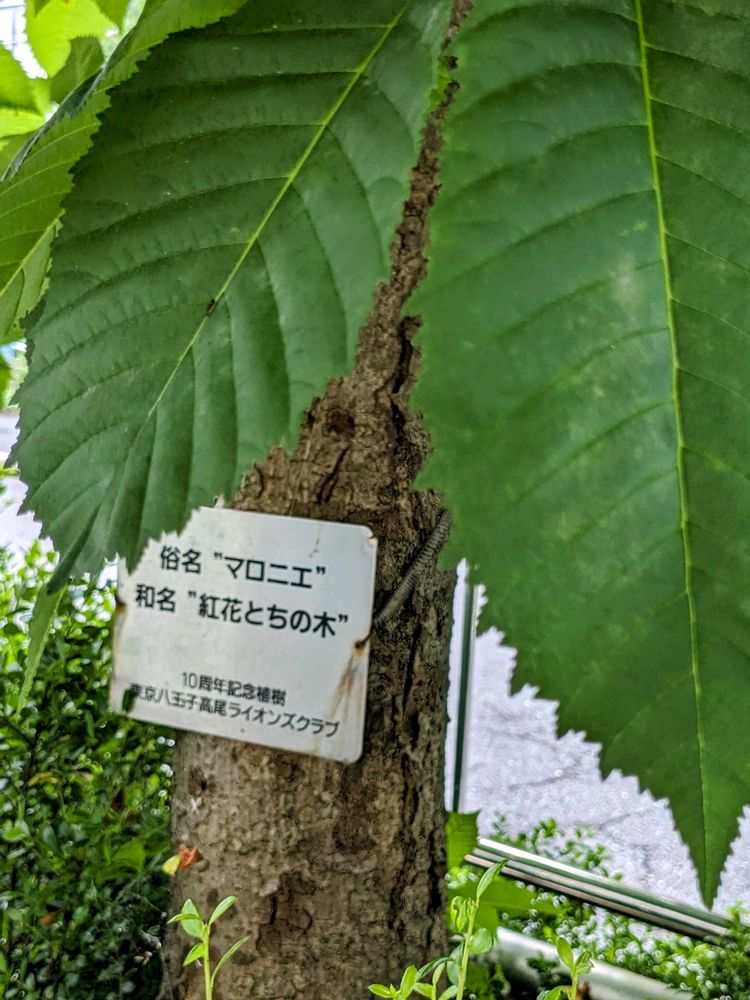 俗名 "マロニエ"
和名 "紅花とちの木"
10周年記念植樹
東京八王子高尾ライオンズクラブ